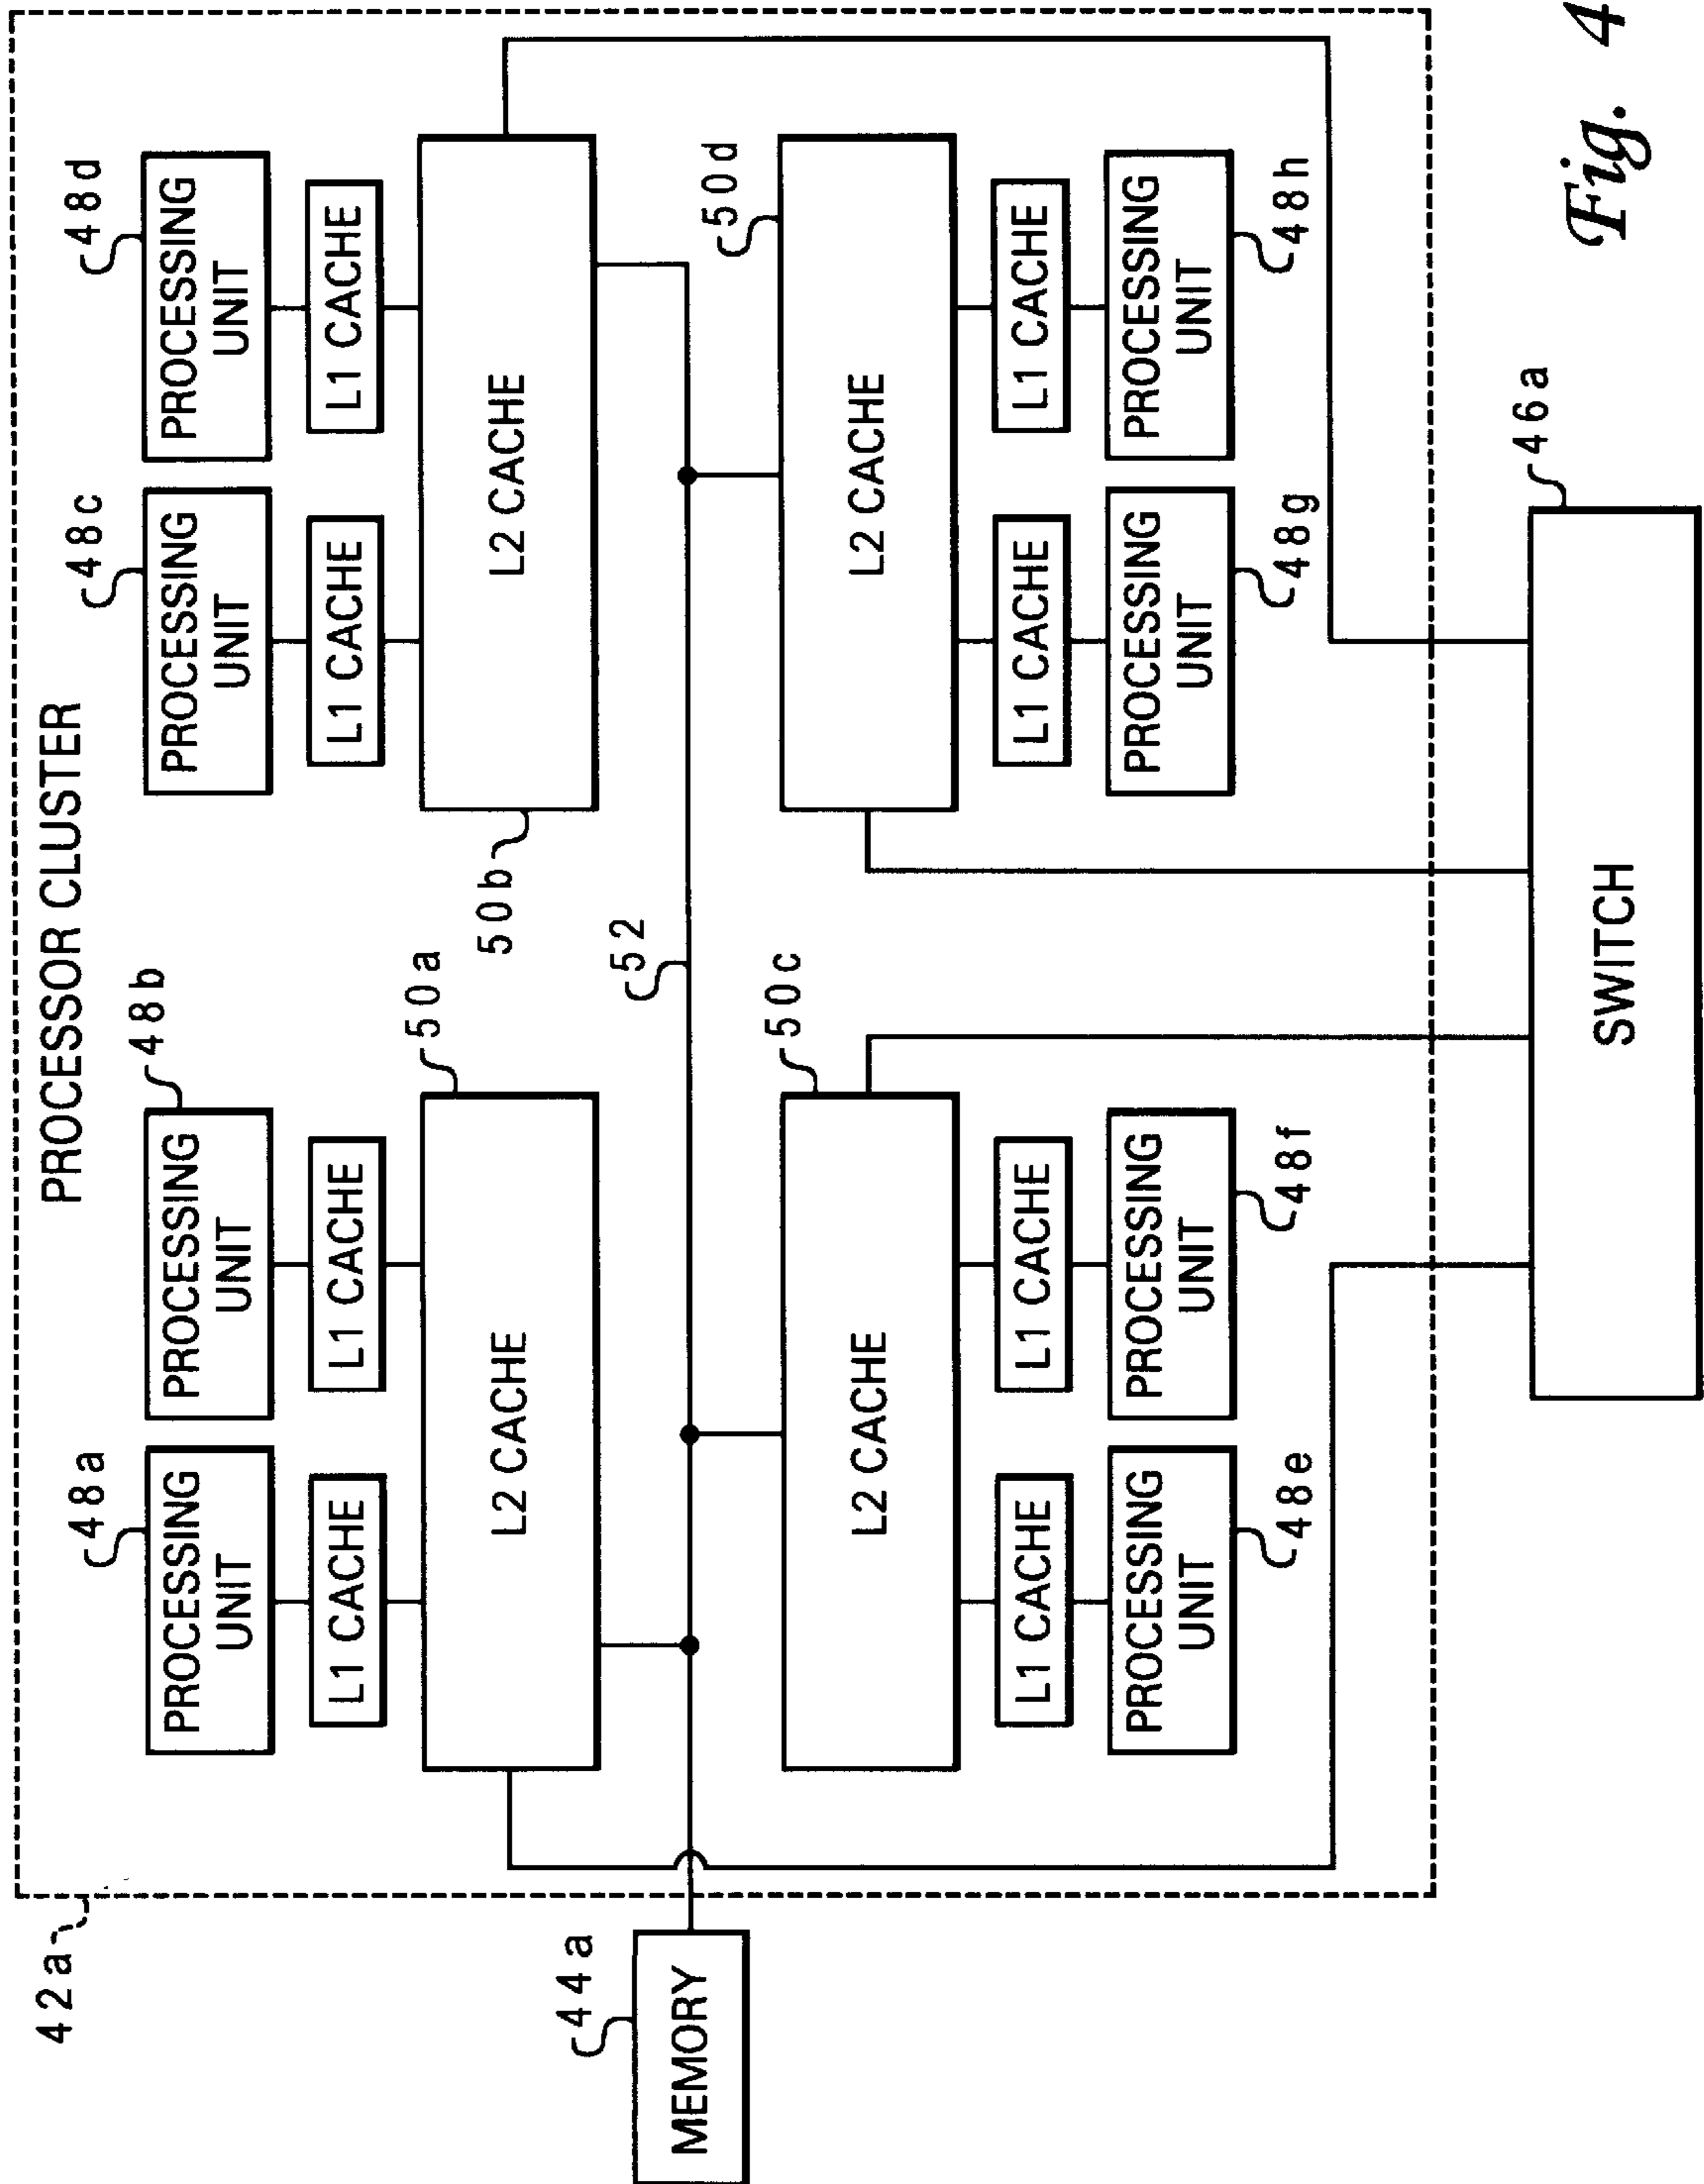 42a
PROCESSOR CLUSTER
48a
48b
48c
48d
PROCESSING
UNIT
PROCESSING
UNIT
PROCESSING
UNIT
PROCESSING
UNIT
L1 CACHE
L1 CACHE
L1 CACHE
L1 CACHE
50a
L2 CACHE
50b
L2 CACHE
44a
MEMORY
52
50c
L2 CACHE
50d
L2 CACHE
L1 CACHE
L1 CACHE
L1 CACHE
L1 CACHE
PROCESSING
UNIT
PROCESSING
UNIT
PROCESSING
UNIT
PROCESSING
UNIT
48e
48f
48g
48h
46a
SWITCH
Fig. 4